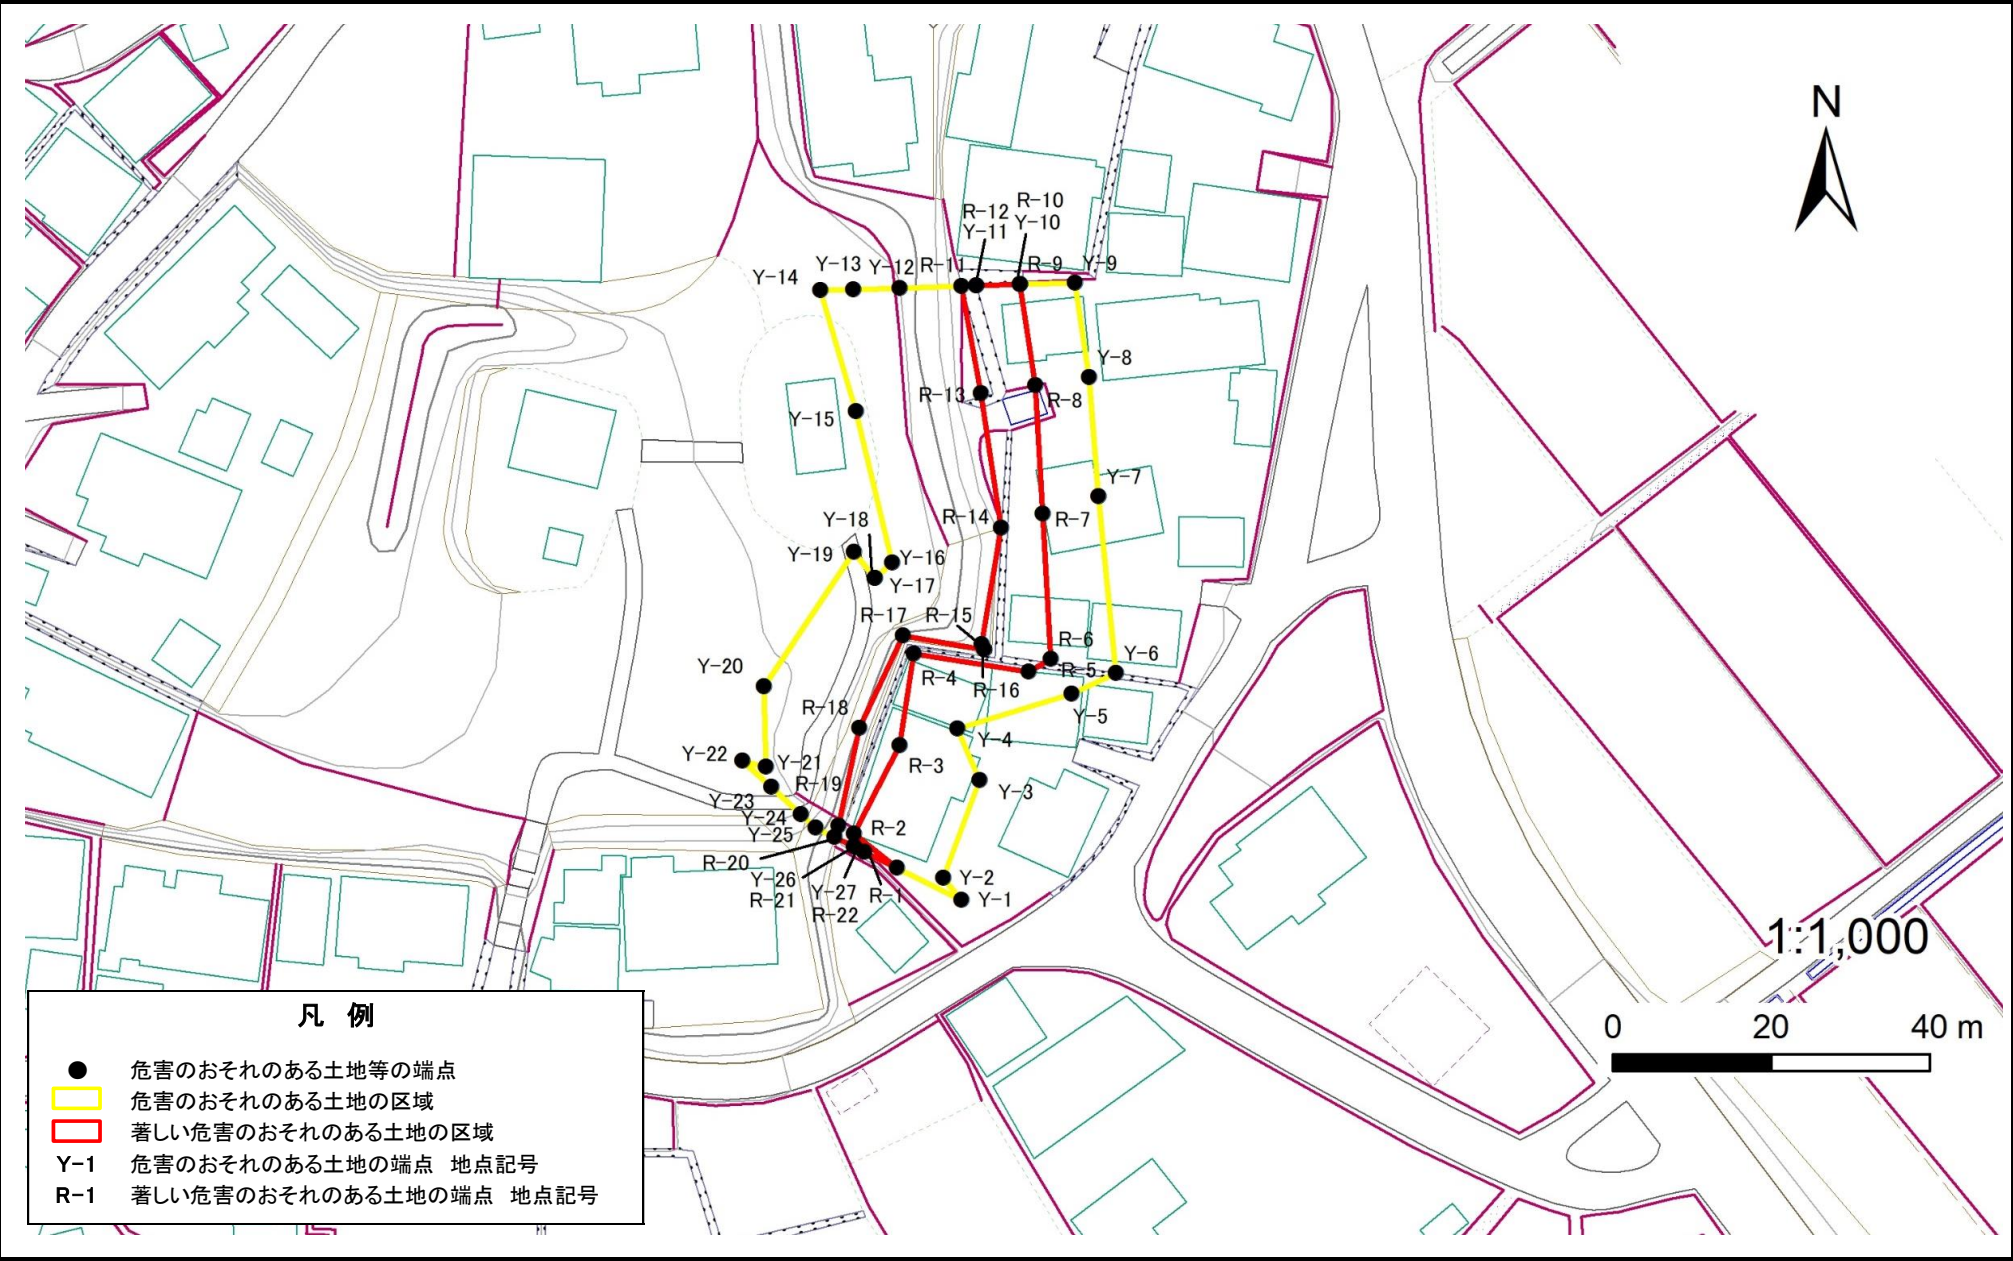 N
R-10
R-12 Y-10
Y-11
Y-14 Y-13 Y-12 R-11 R-9 Y-9
Y-8
R-13 R-8
Y-15
Y-7
Y-18 R-14 R-7
Y-19 Y-16
Y-17
R-17 R-15
R-6
Y-20 R-4 R-5 Y-6
R-16
R-18 Y-5
Y-4
Y-22 Y-21 R-3
R-19 Y-3
Y-23
Y-24
Y-25 R-2
R-20
Y-26 Y-27 R-1 Y-2
R-21 R-22 Y-1
1:1,000
0 20 40 m
凡 例
危害のおそれのある土地等の端点
危害のおそれのある土地の区域
著しい危害のおそれのある土地の区域
Y-1 危害のおそれのある土地の端点 地点記号
R-1 著しい危害のおそれのある土地の端点 地点記号